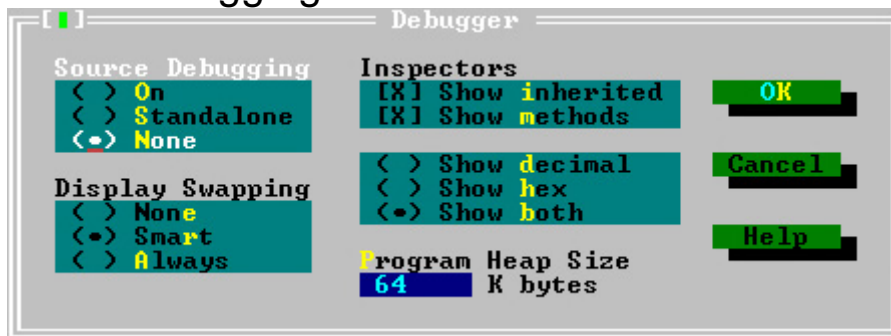 Debugger
Source Debugging
( ) On
( ) Standalone
(•) None
Display Swapping
( ) None
(•) Smart
( ) Always
Inspectors
[X] Show inherited
[X] Show methods
( ) Show decimal
( ) Show hex
(•) Show both
Program Heap Size
64 K bytes
OK
Cancel
Help